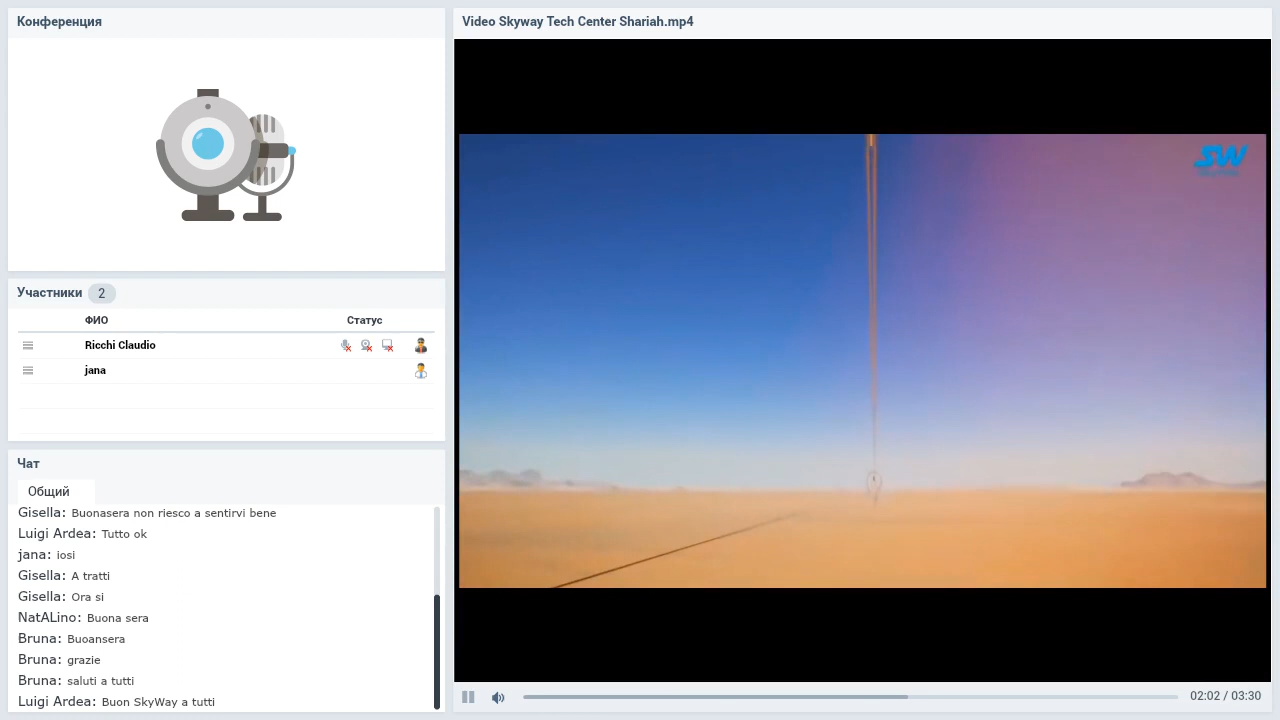 Конференция
Video Skyway Tech Center Shariah.mp4
SW
Участники 2
ФИО Статус
Ricchi Claudio
jana
Чат
Общий
Gisella: Buonasera non riesco a sentirvi bene
Luigi Ardea: Tutto ok
jana: iosi
Gisella: A tratti
Gisella: Ora si
NatALino: Buona sera
Bruna: Buoansera
Bruna: grazie
Bruna: saluti a tutti
Luigi Ardea: Buon SkyWay a tutti
02:02 / 03:30